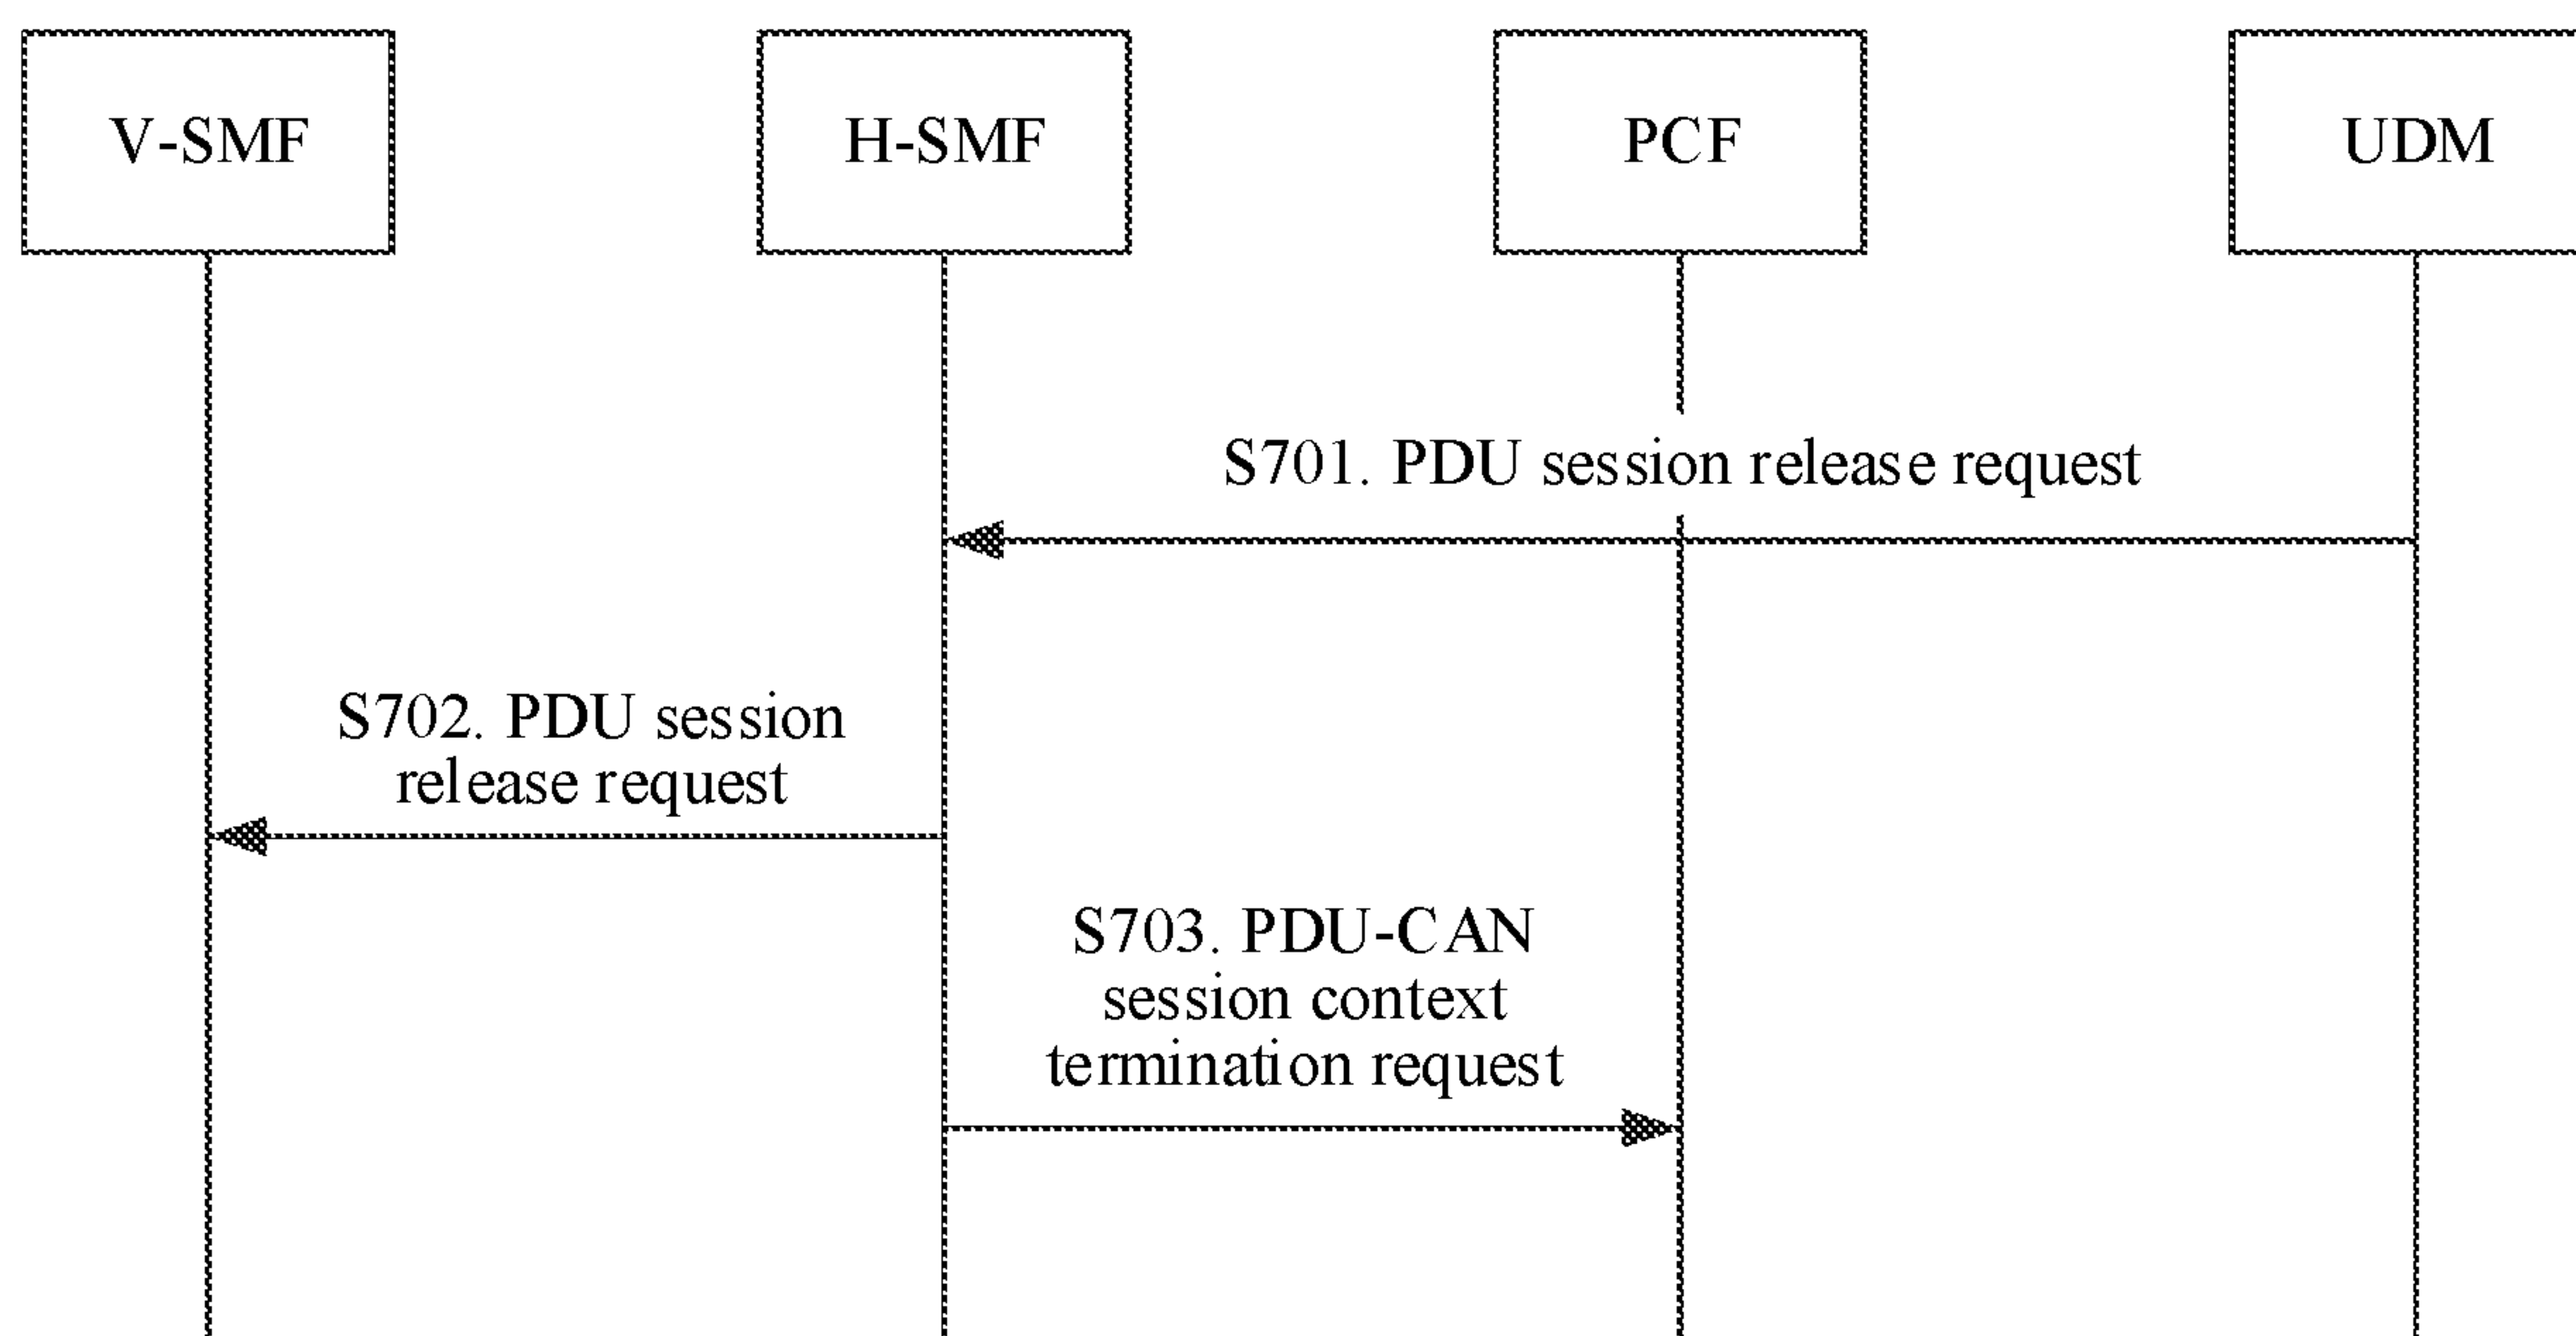 V-SMF
H-SMF
PCF
UDM
S701. PDU session release request
S702. PDU session
release request
S703. PDU-CAN
session context
termination request